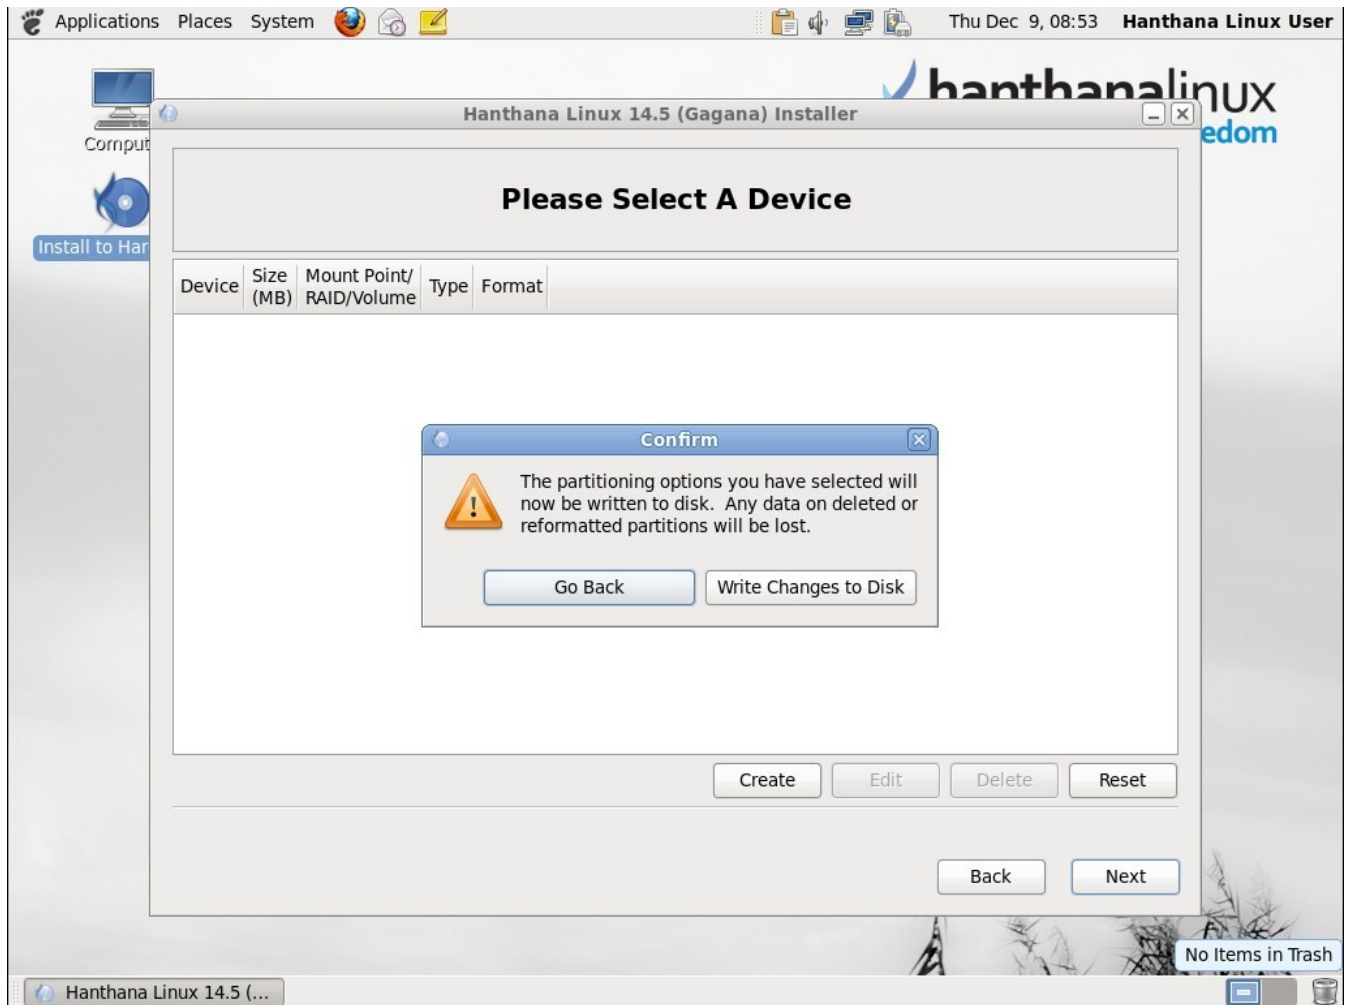 Applications Places System
Thu Dec 9, 08:53 Hanthana Linux User
hanthanalinux
edom
Comput
Install to Har
Hanthana Linux 14.5 (Gagana) Installer
Please Select A Device
Device Size (MB) Mount Point/ RAID/Volume Type Format
Confirm
The partitioning options you have selected will
now be written to disk.  Any data on deleted or
reformatted partitions will be lost.
Go Back Write Changes to Disk
Create Edit Delete Reset
Back Next
No Items in Trash
Hanthana Linux 14.5 (...